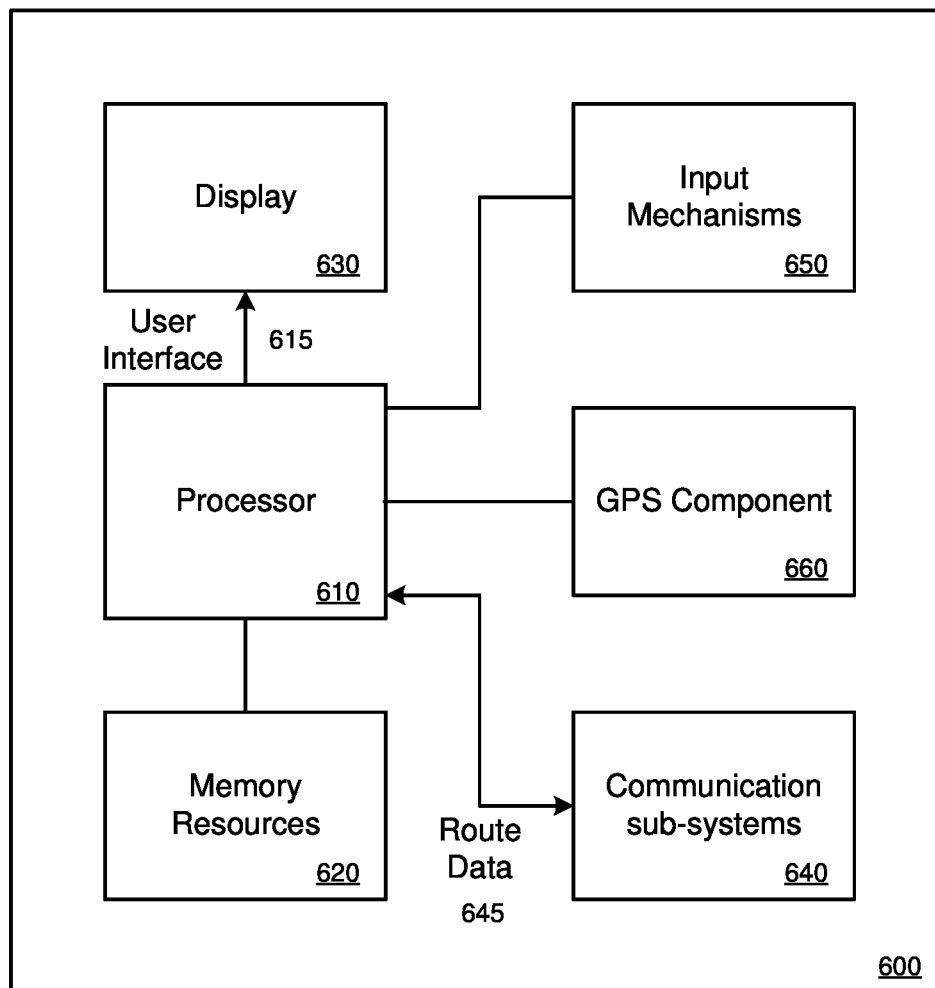 Display
630
Input
Mechanisms
650
User
Interface
615
Processor
610
GPS Component
660
Memory
Resources
620
Route
Data
645
Communication
sub-systems
640
600